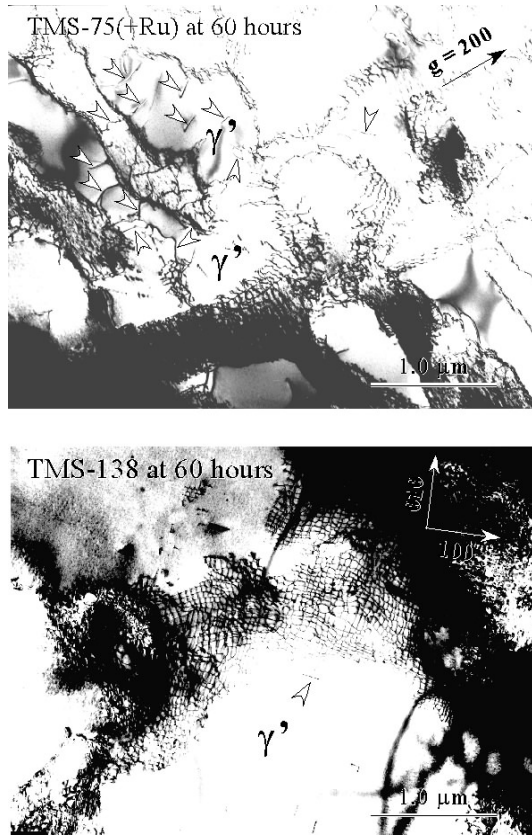 TMS-75(+Ru) at 60 hours
g = 200
γ’
γ’
1.0 μm
TMS-138 at 60 hours
010
100
γ’
1.0 μm